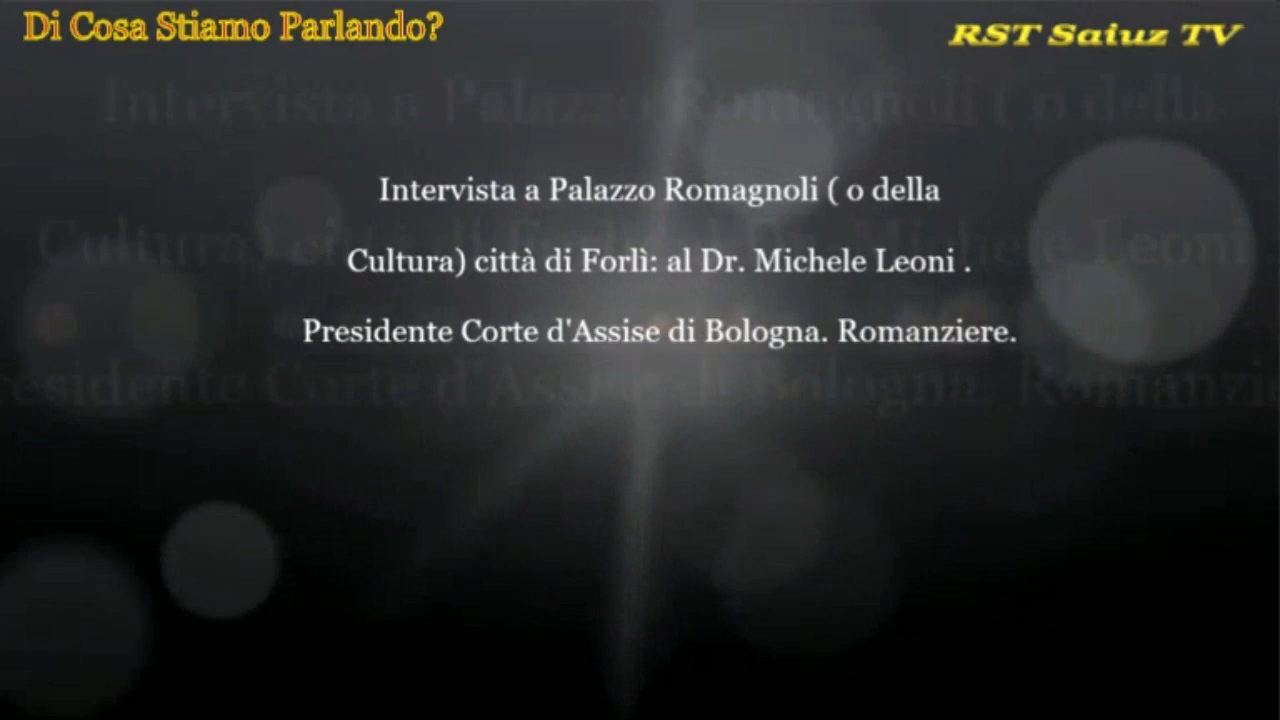 Di Cosa Stiamo Parlando?
RST Saiuz TV
Intervista a Palazzo Romagnoli ( o della
Cultura) città di Forlì: al Dr. Michele Leoni .
Presidente Corte d'Assise di Bologna. Romanziere.